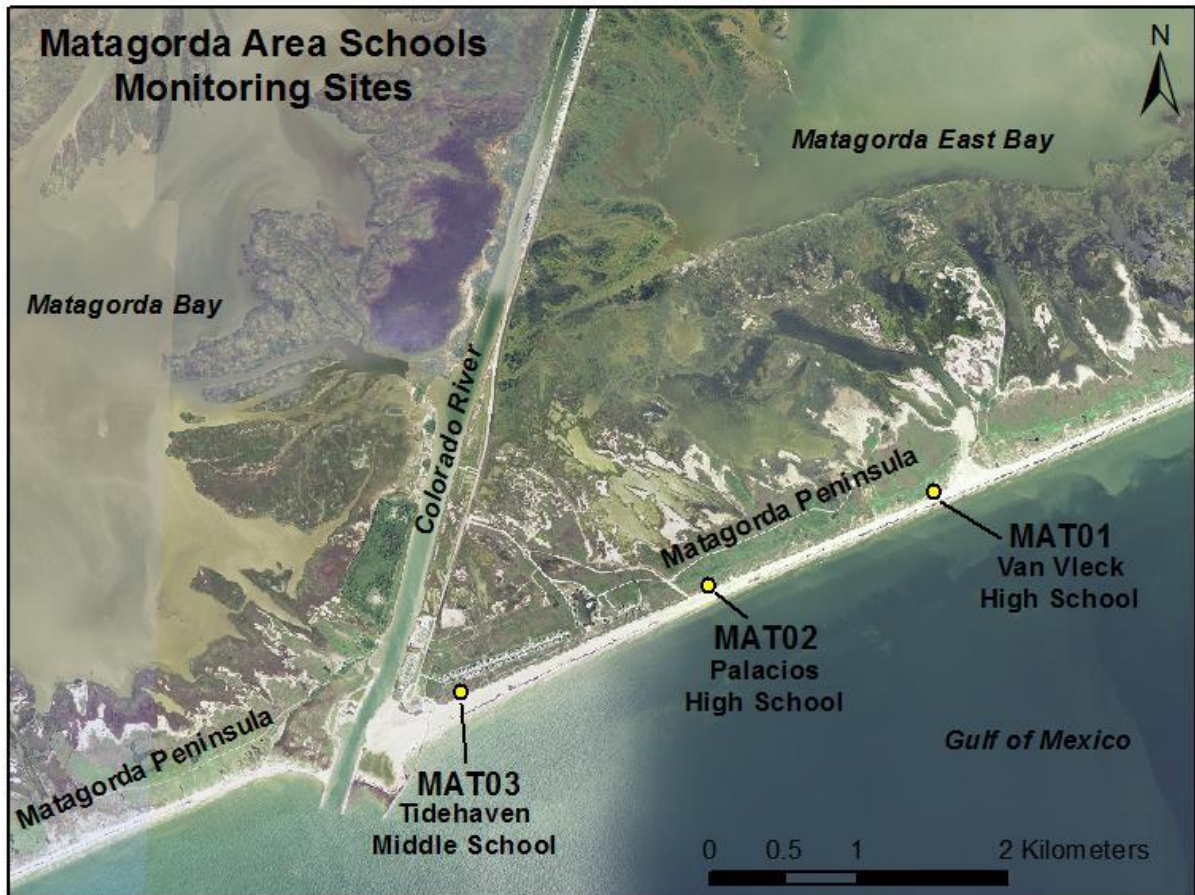 Matagorda Area Schools
Monitoring Sites
N
Matagorda East Bay
Matagorda Bay
Colorado River
Matagorda Peninsula
MAT01
Van Vleck
High School
MAT02
Palacios
High School
Gulf of Mexico
Matagorda Peninsula
MAT03
Tidehaven
Middle School
0 0.5 1 2 Kilometers